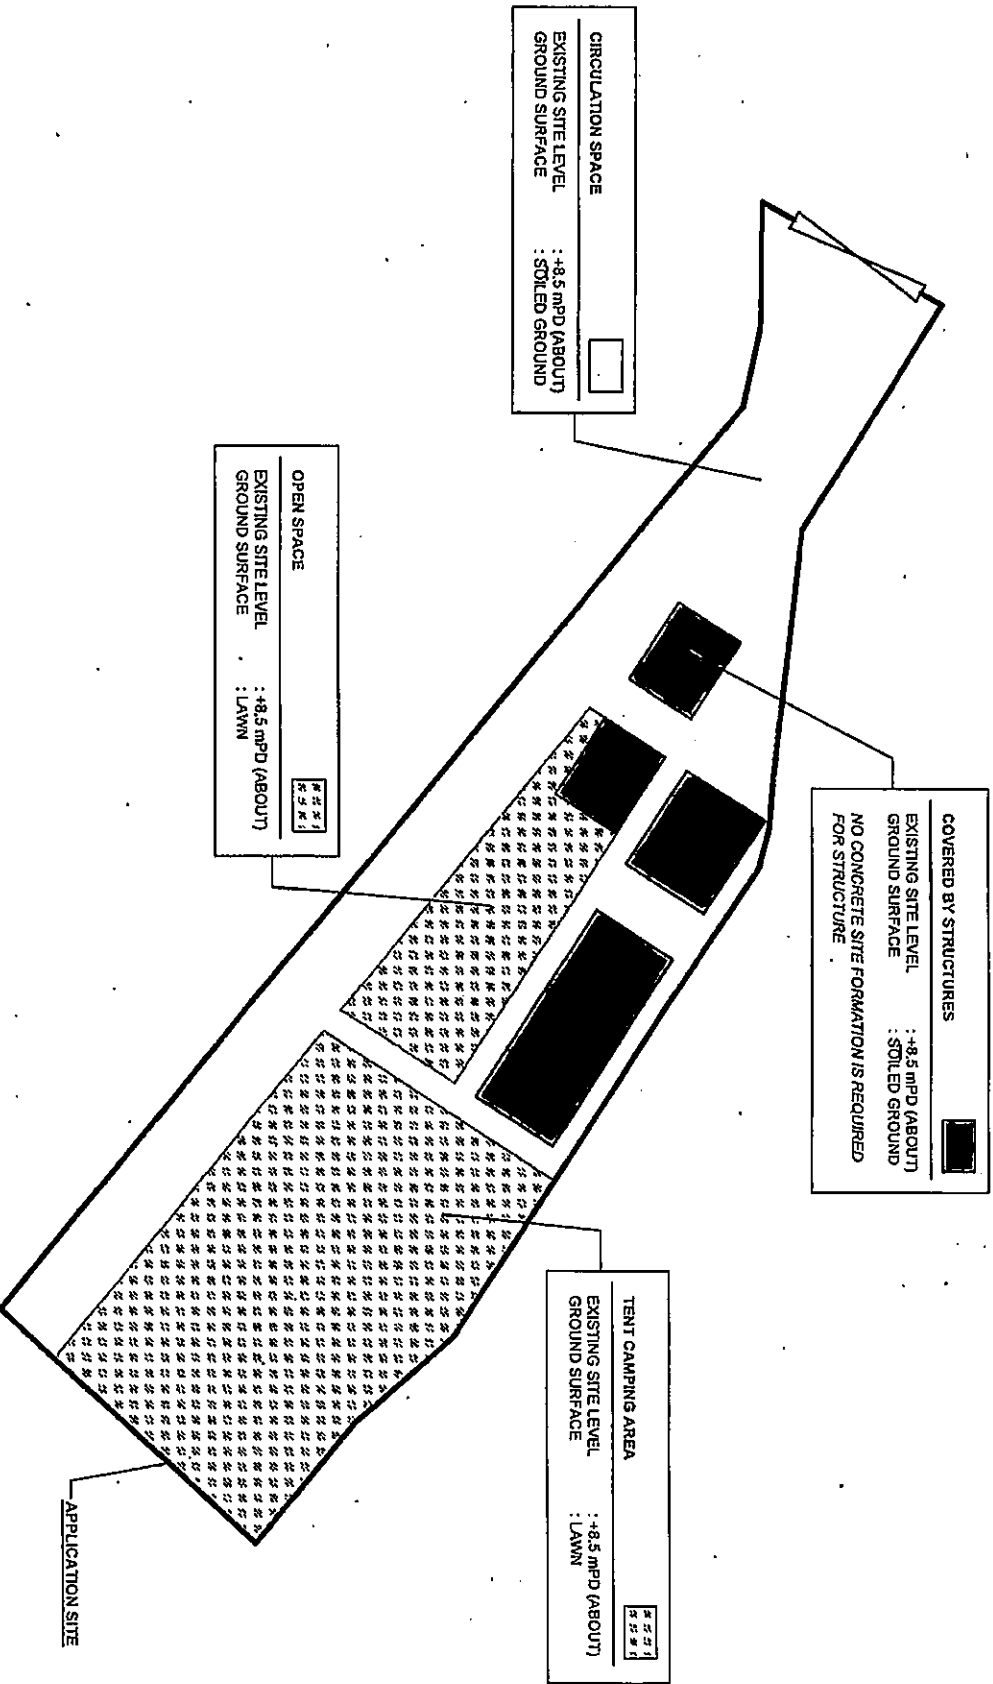 COVERED BY STRUCTURES
EXISTING SITE LEVEL : +8.5 mPD (ABOUT)
GROUND SURFACE : SOILED GROUND
NO CONCRETE SITE FORMATION IS REQUIRED
FOR STRUCTURE
CIRCULATION SPACE
EXISTING SITE LEVEL : +8.5 mPD (ABOUT)
GROUND SURFACE : SOILED GROUND
TENT CAMPING AREA
EXISTING SITE LEVEL : +8.5 mPD (ABOUT)
GROUND SURFACE : LAWN
OPEN SPACE
EXISTING SITE LEVEL : +8.5 mPD (ABOUT)
GROUND SURFACE : LAWN
APPLICATION SITE